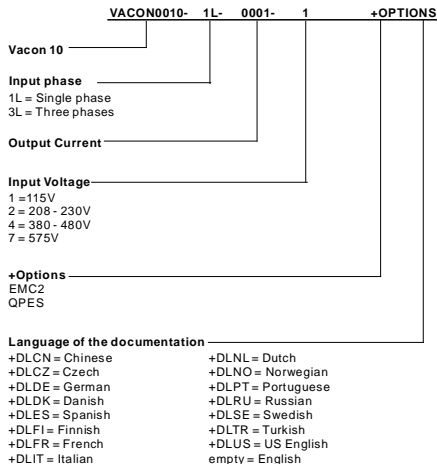 VACON0010- 1L- 0001- 1 +OPTIONS
Vacon 10
Input phase
1L = Single phase
3L = Three phases
Output Current
Input Voltage
1 =115V
2 = 208 - 230V
4 = 380 - 480V
7 = 575V
+Options
EMC2
QPES
Language of the documentation
+DLCN = Chinese
+DLCZ = Czech
+DLDE = German
+DLDK = Danish
+DLES = Spanish
+DLFI = Finnish
+DLFR = French
+DLIT = Italian
+DLNL = Dutch
+DLNO = Norwegian
+DLPT = Portuguese
+DLRU = Russian
+DLSE = Swedish
+DLTR = Turkish
+DLUS = US English
empty = English